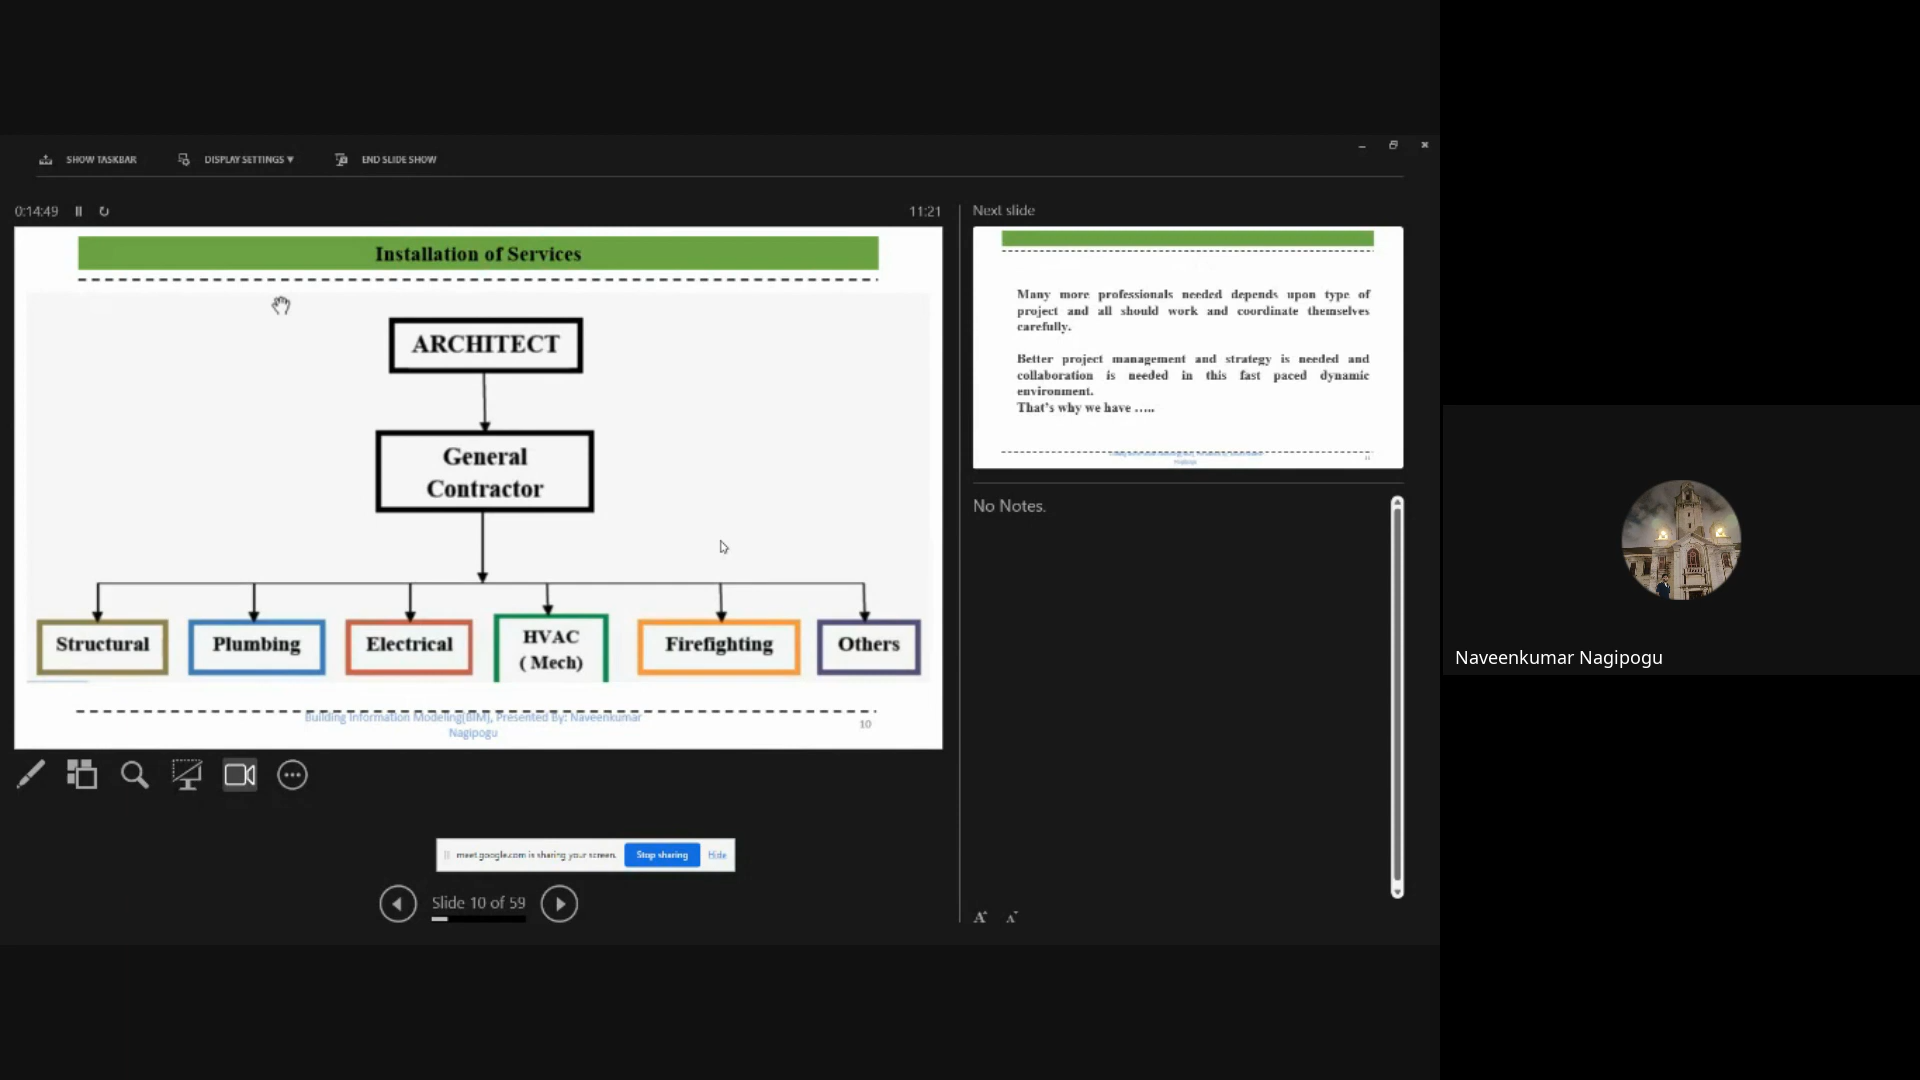 SHOW TASKBAR
DISPLAY SETTINGS ▾
END SLIDE SHOW
0:14:49
11:21
Next slide
Installation of Services
ARCHITECT
General
Contractor
Structural
Plumbing
Electrical
HVAC
( Mech)
Firefighting
Others
Building Information Modeling(BIM), Presented By: Naveenkumar
Nagipogu
10
Many more professionals needed depends upon type of
project and all should work and coordinate themselves
carefully.
Better project management and strategy is needed and
collaboration is needed in this fast paced dynamic
environment.
That's why we have .....
11
No Notes.
meet.google.com is sharing your screen.
Stop sharing
Hide
Slide 10 of 59
A
A
Naveenkumar Nagipogu